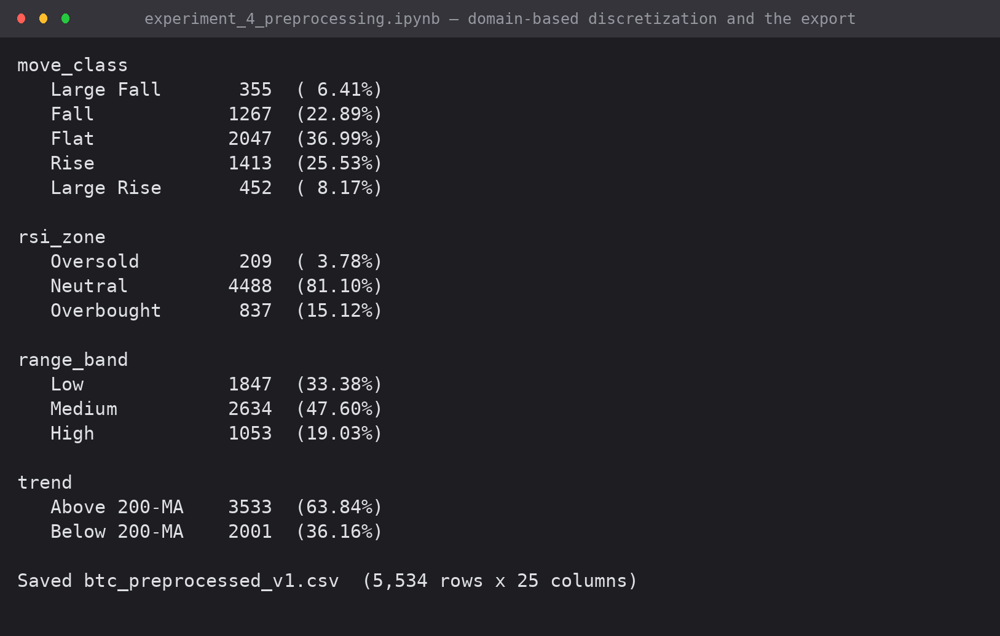 experiment_4_preprocessing.ipynb — domain-based discretization and the export
move_class
   Large Fall       355  ( 6.41%)
   Fall            1267  (22.89%)
   Flat            2047  (36.99%)
   Rise            1413  (25.53%)
   Large Rise       452  ( 8.17%)

rsi_zone
   Oversold         209  ( 3.78%)
   Neutral         4488  (81.10%)
   Overbought       837  (15.12%)

range_band
   Low             1847  (33.38%)
   Medium          2634  (47.60%)
   High            1053  (19.03%)

trend
   Above 200-MA    3533  (63.84%)
   Below 200-MA    2001  (36.16%)

Saved btc_preprocessed_v1.csv  (5,534 rows x 25 columns)